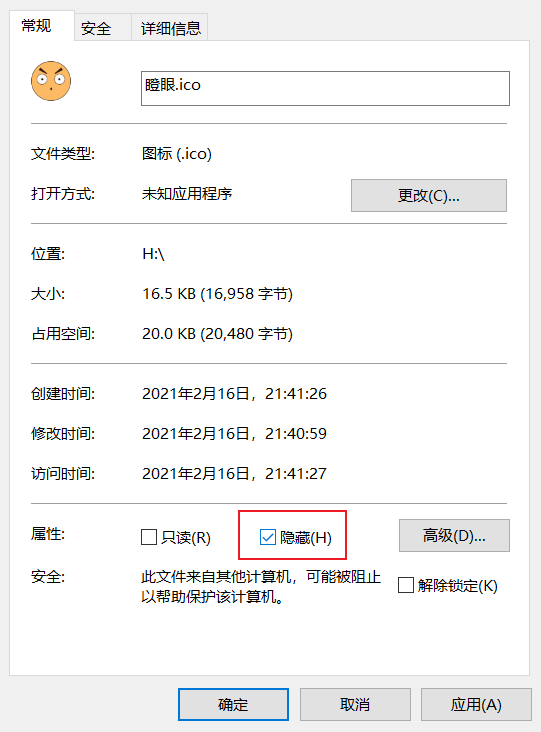 常规 安全 详细信息
瞪眼.ico
文件类型: 图标 (.ico)
打开方式: 未知应用程序 更改(C)...
位置: H:\
大小: 16.5 KB (16,958 字节)
占用空间: 20.0 KB (20,480 字节)
创建时间: 2021年2月16日，21:41:26
修改时间: 2021年2月16日，21:40:59
访问时间: 2021年2月16日，21:41:27
属性: 只读(R) 隐藏(H) 高级(D)...
安全: 此文件来自其他计算机，可能被阻止
以帮助保护该计算机。 解除锁定(K)
确定 取消 应用(A)